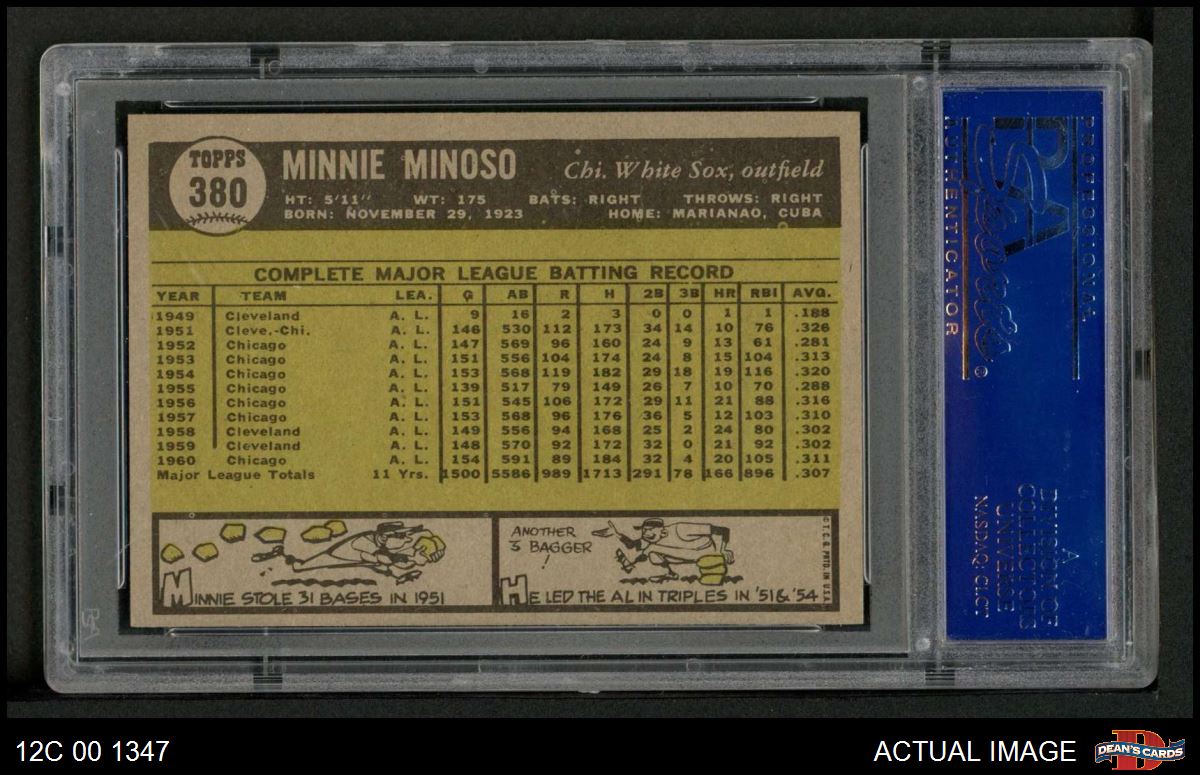 TOPPS
380
MINNIE MINOSO
Chi. White Sox, outfield
HT: 5'11" WT: 175 BATS: RIGHT THROWS: RIGHT
BORN: NOVEMBER 29, 1923 HOME: MARIANAO, CUBA
COMPLETE MAJOR LEAGUE BATTING RECORD
YEAR TEAM LEA. G AB R H 2B 3B HR RBI AVG.
1949 Cleveland A. L. 9 16 2 3 0 0 1 1 .188
1951 Cleve.-Chi. A. L. 146 530 112 173 34 14 10 76 .326
1952 Chicago A. L. 147 569 96 160 24 9 13 61 .281
1953 Chicago A. L. 151 556 104 174 24 8 15 104 .313
1954 Chicago A. L. 153 568 119 182 29 18 19 116 .320
1955 Chicago A. L. 139 517 79 149 26 7 10 70 .288
1956 Chicago A. L. 151 545 106 172 29 11 21 88 .316
1957 Chicago A. L. 153 568 96 176 36 5 12 103 .310
1958 Cleveland A. L. 149 556 94 168 25 2 24 80 .302
1959 Cleveland A. L. 148 570 92 172 32 0 21 92 .302
1960 Chicago A. L. 154 591 89 184 32 4 20 105 .311
Major League Totals 11 Yrs. 1500 5586 989 1713 291 78 166 896 .307
MINNIE STOLE 31 BASES IN 1951
ANOTHER
3 BAGGER
!
HE LED THE AL IN TRIPLES IN '51 & '54
© T. C. G. PRTD. IN U.S.A.
PSA
PROFESSIONAL
PSA
Sports
AUTHENTICATOR
®
A
DIVISION OF
COLLECTORS
UNIVERSE
NASDAQ: CLCT
12C 00 1347
ACTUAL IMAGE
D
DEAN'S CARDS